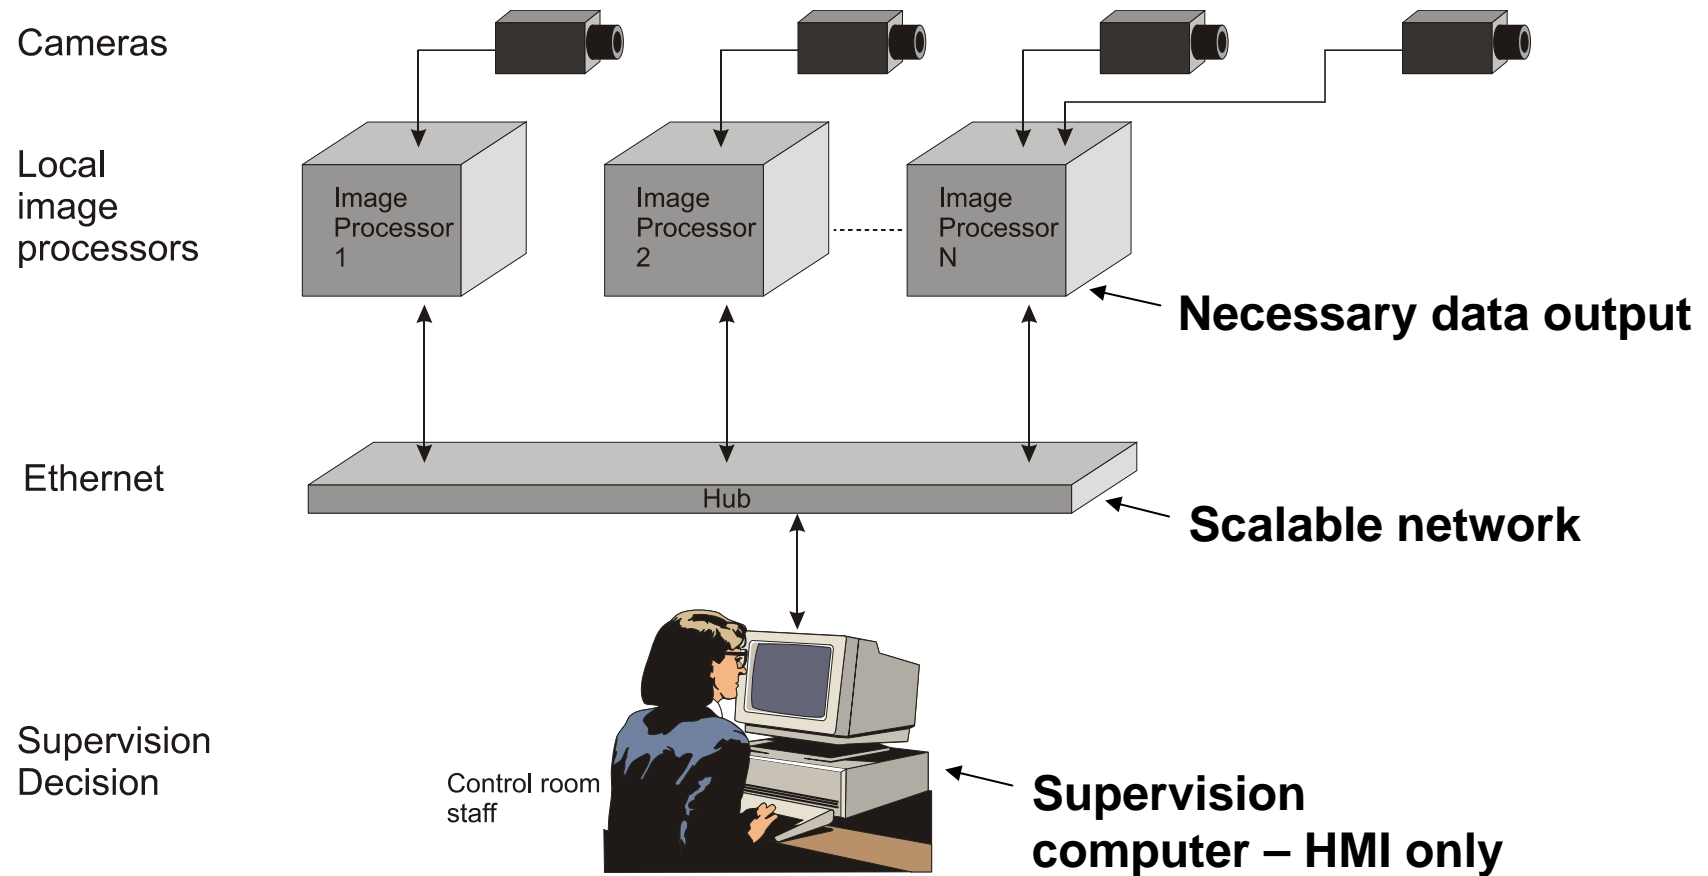 Cameras
Local
image
processors
Image
Processor
1
Image
Processor
2
Image
Processor
N
Necessary data output
Ethernet
Hub
Scalable network
Supervision
Decision
Control room
staff
Supervision
computer – HMI only